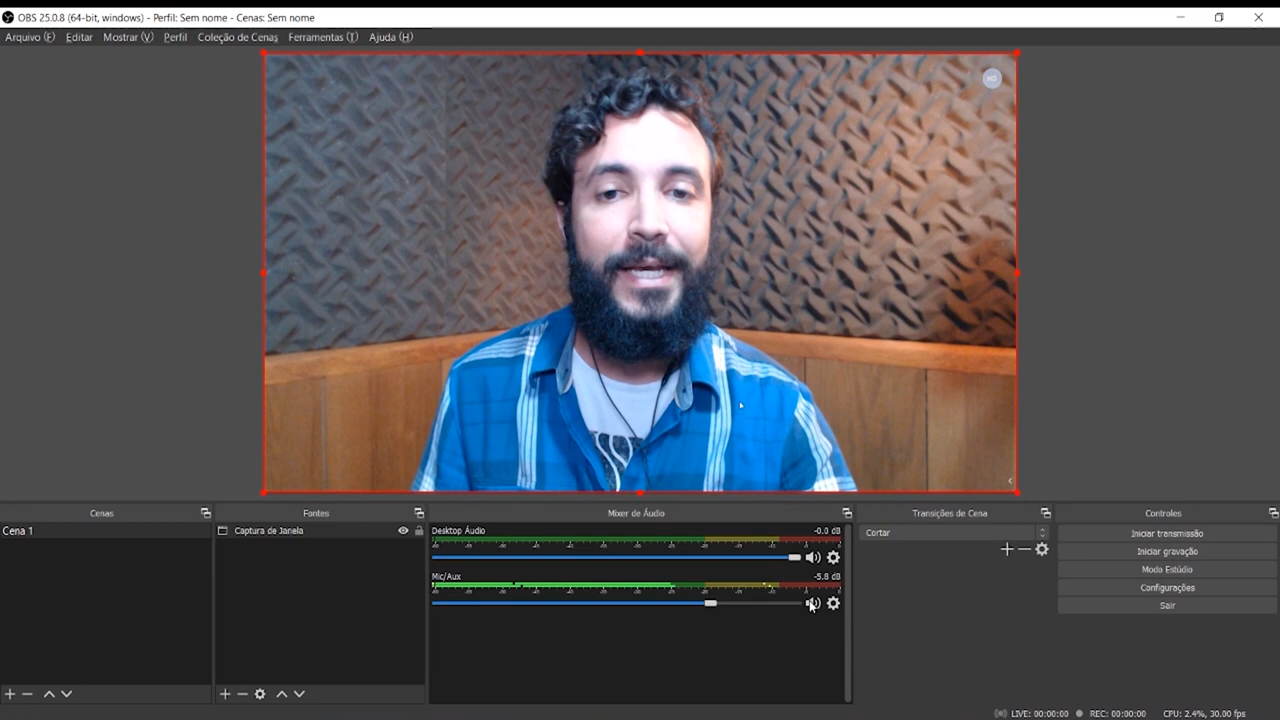 OBS 25.0.8 (64-bit, windows) - Perfil: Sem nome - Cenas: Sem nome
Arquivo (F) Editar Mostrar (V) Perfil Coleção de Cenas Ferramentas (T) Ajuda (H)
HD
Cenas
Cena 1
Fontes
Captura de Janela
Mixer de Áudio
Desktop Áudio -0.0 dB
Mic/Aux -5.8 dB
Transições de Cena
Cortar
Controles
Iniciar transmissão
Iniciar gravação
Modo Estúdio
Configurações
Sair
LIVE: 00:00:00 REC: 00:00:00 CPU: 2.4%, 30.00 fps